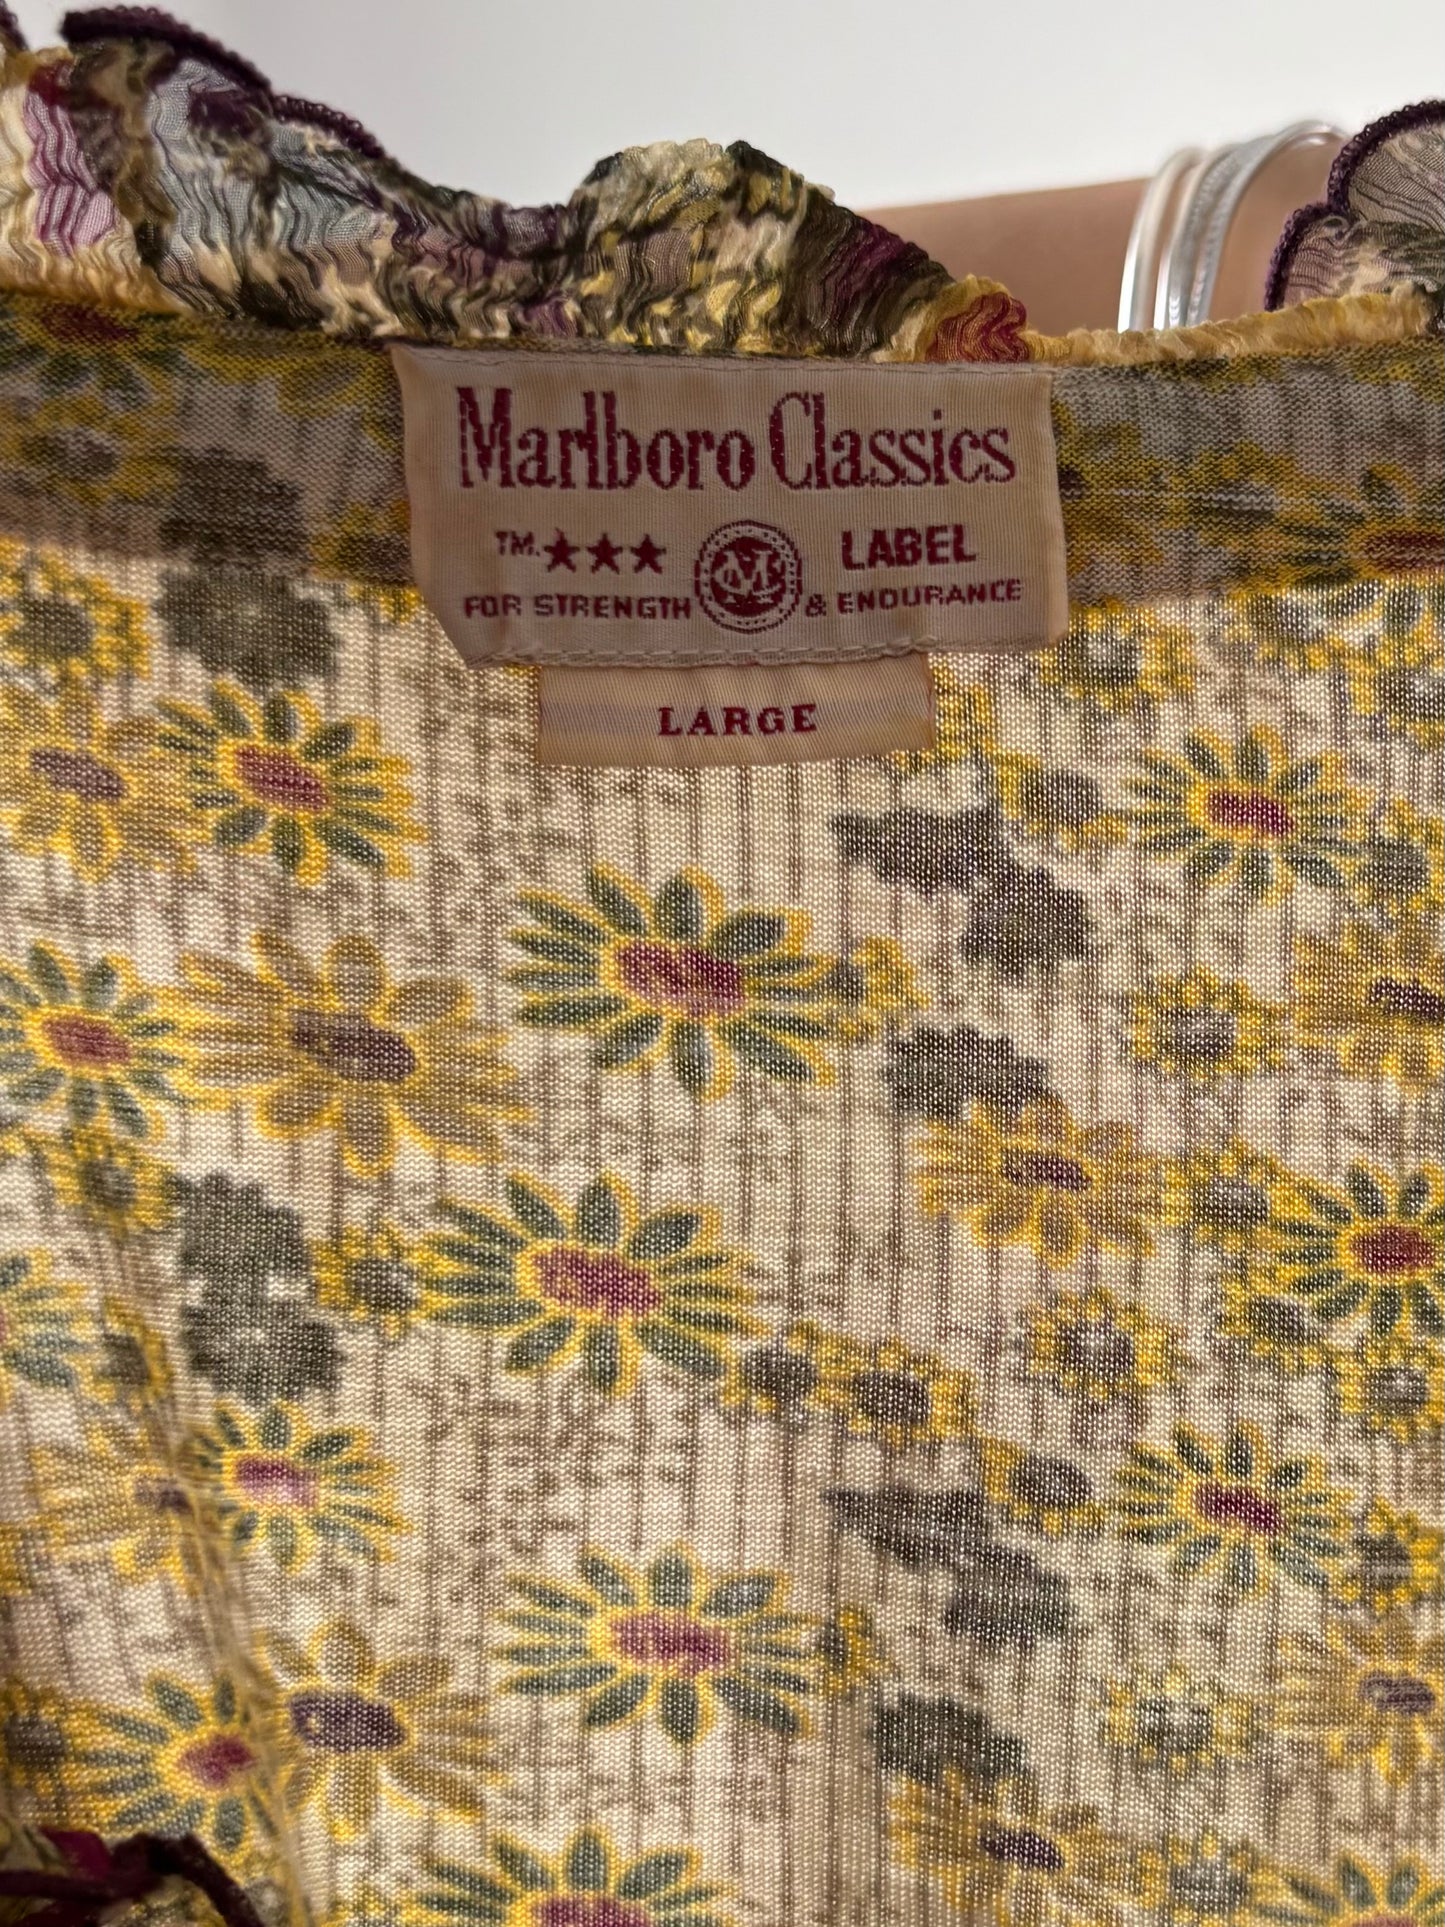 Marlboro Classics
TM. ★★★ M LABEL
FOR STRENGTH & ENDURANCE
LARGE